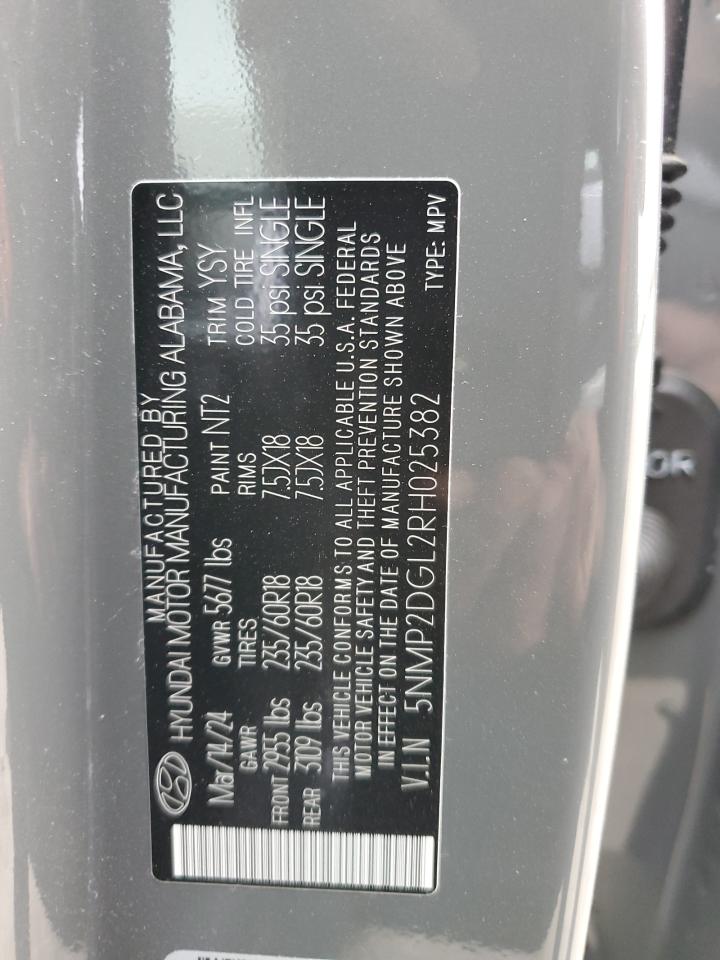 MANUFACTURED BY
HYUNDAI MOTOR MANUFACTURING ALABAMA, LLC
Mar/14/24 GVWR 5677 lbs PAINT NT2 TRIM YSY
GAWR TIRES RIMS COLD TIRE INFL
FRONT 2955 lbs 235/60R18 7.5JX18 35 psi SINGLE
REAR 3109 lbs 235/60R18 7.5JX18 35 psi SINGLE
THIS VEHICLE CONFORMS TO ALL APPLICABLE U.S.A. FEDERAL
MOTOR VEHICLE SAFETY AND THEFT PREVENTION STANDARDS
IN EFFECT ON THE DATE OF MANUFACTURE SHOWN ABOVE
V.I.N 5NMP2DGL2RH025382 TYPE: MPV
OR